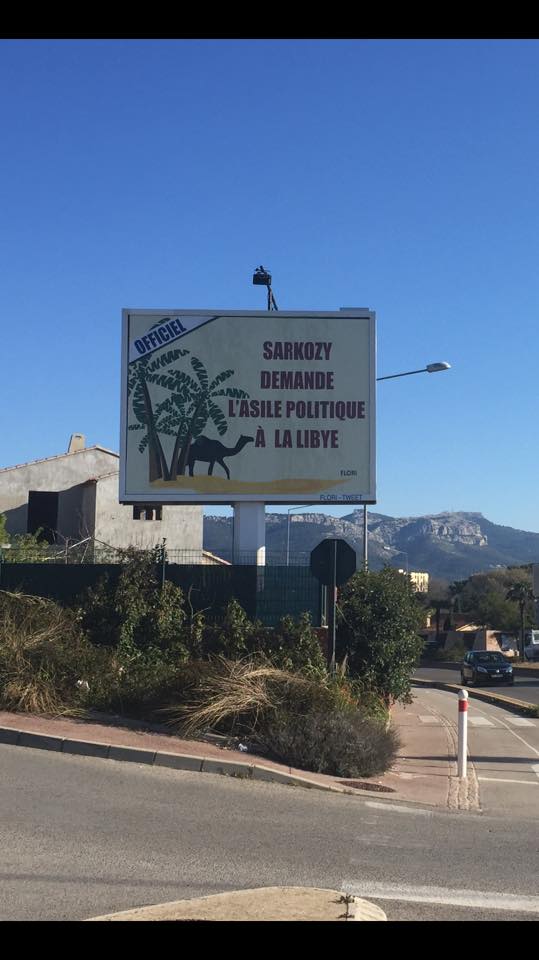 OFFICIEL
SARKOZY
DEMANDE
L'ASILE POLITIQUE
À LA LIBYE
FLORI
FLORI - TWEET